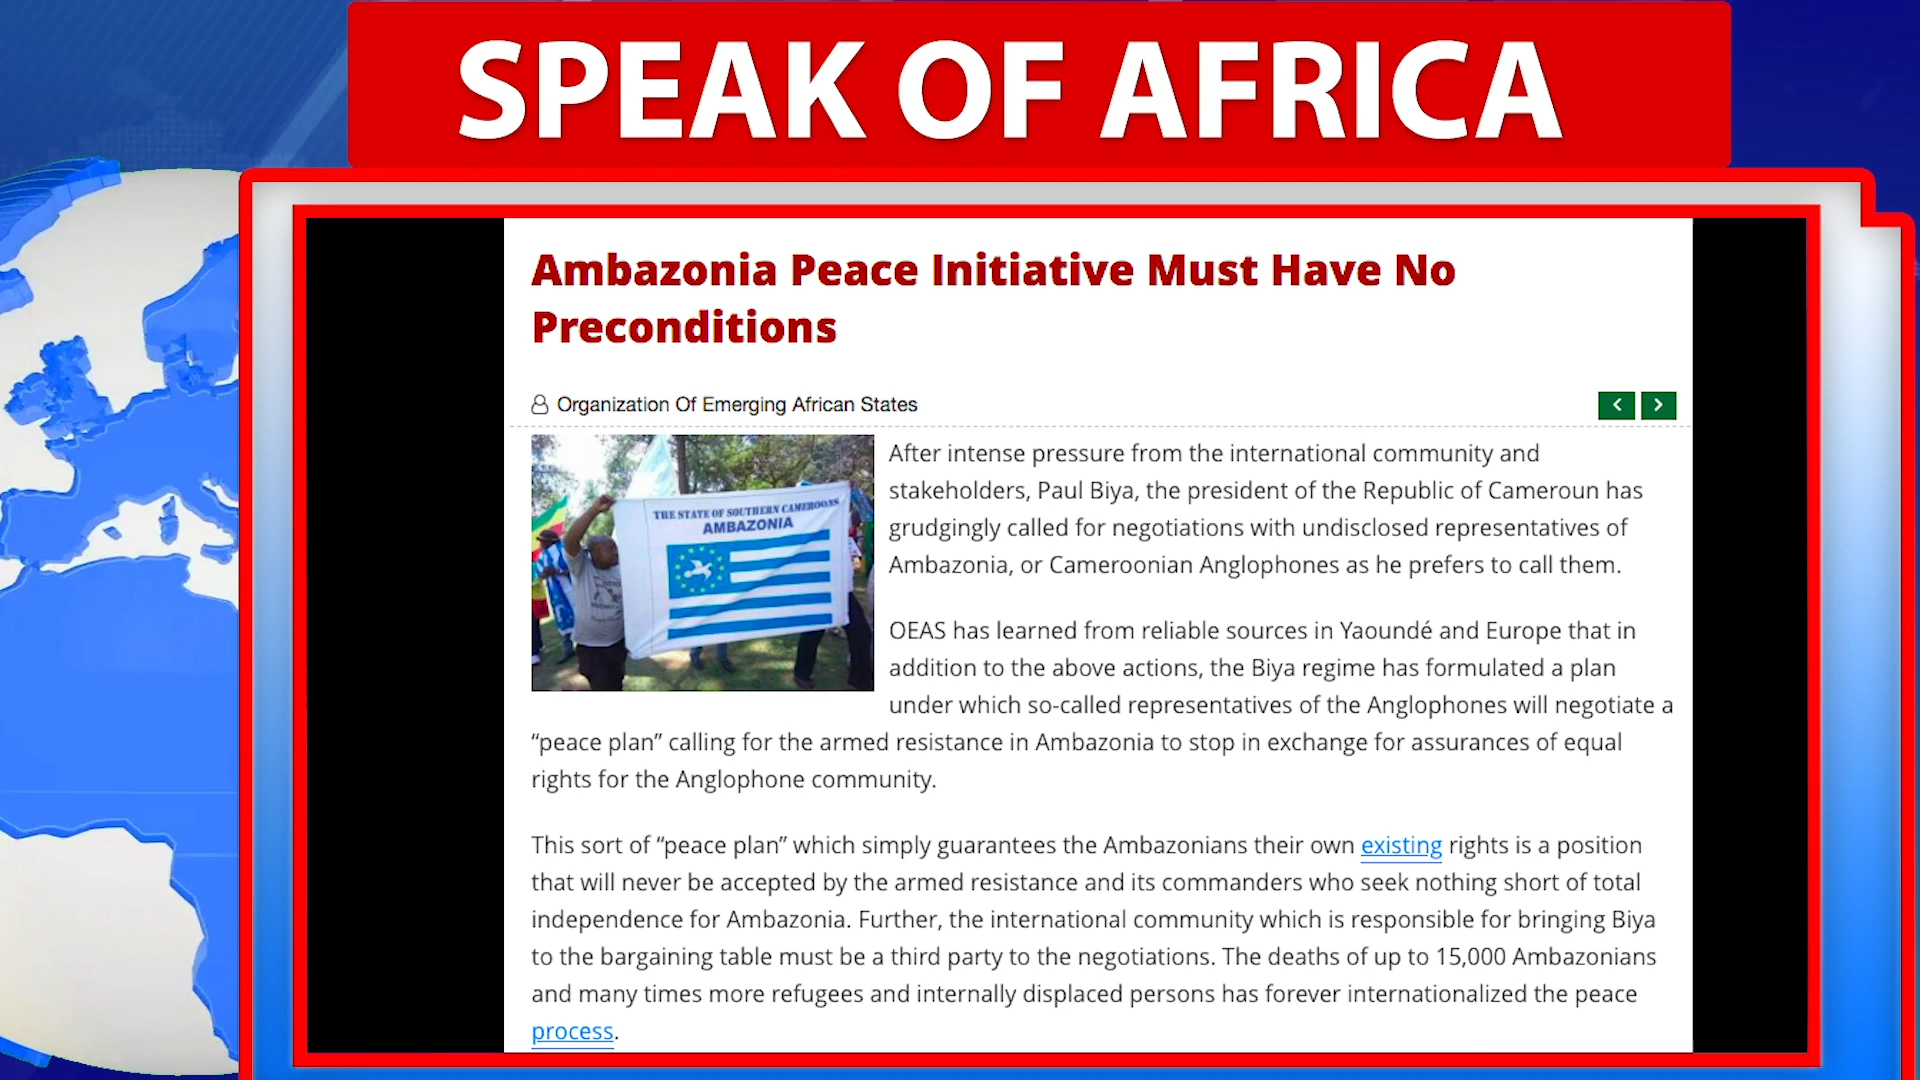 SPEAK OF AFRICA
Ambazonia Peace Initiative Must Have No
Preconditions
Organization Of Emerging African States
THE STATE OF SOUTHERN CAMEROONS
AMBAZONIA
After intense pressure from the international community and
stakeholders, Paul Biya, the president of the Republic of Cameroun has
grudgingly called for negotiations with undisclosed representatives of
Ambazonia, or Cameroonian Anglophones as he prefers to call them.
OEAS has learned from reliable sources in Yaoundé and Europe that in
addition to the above actions, the Biya regime has formulated a plan
under which so-called representatives of the Anglophones will negotiate a
“peace plan” calling for the armed resistance in Ambazonia to stop in exchange for assurances of equal
rights for the Anglophone community.
This sort of “peace plan” which simply guarantees the Ambazonians their own existing rights is a position
that will never be accepted by the armed resistance and its commanders who seek nothing short of total
independence for Ambazonia. Further, the international community which is responsible for bringing Biya
to the bargaining table must be a third party to the negotiations. The deaths of up to 15,000 Ambazonians
and many times more refugees and internally displaced persons has forever internationalized the peace
process.